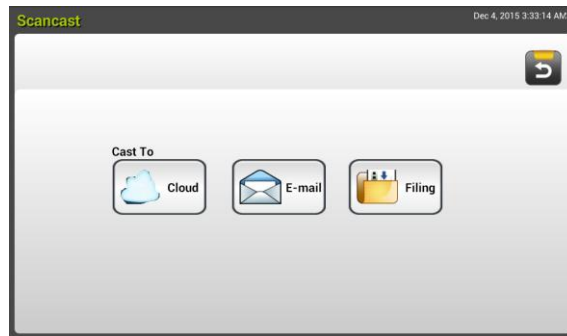 Scancast
Dec 4, 2015 3:33:14 AM
Cast To
Cloud
E-mail
Filing